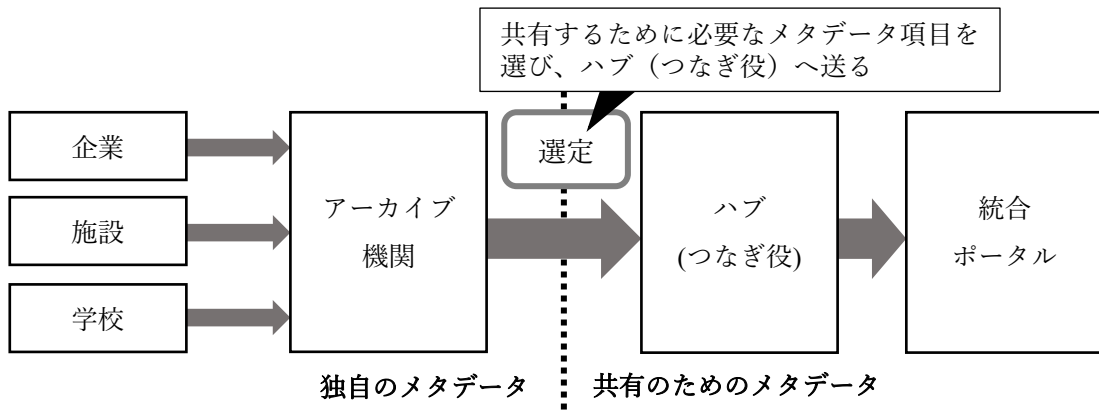 共有するために必要なメタデータ項目を
選び、ハブ（つなぎ役）へ送る
選定
企業
施設
学校
アーカイブ
機関
ハブ
(つなぎ役)
統合
ポータル
独自のメタデータ
共有のためのメタデータ